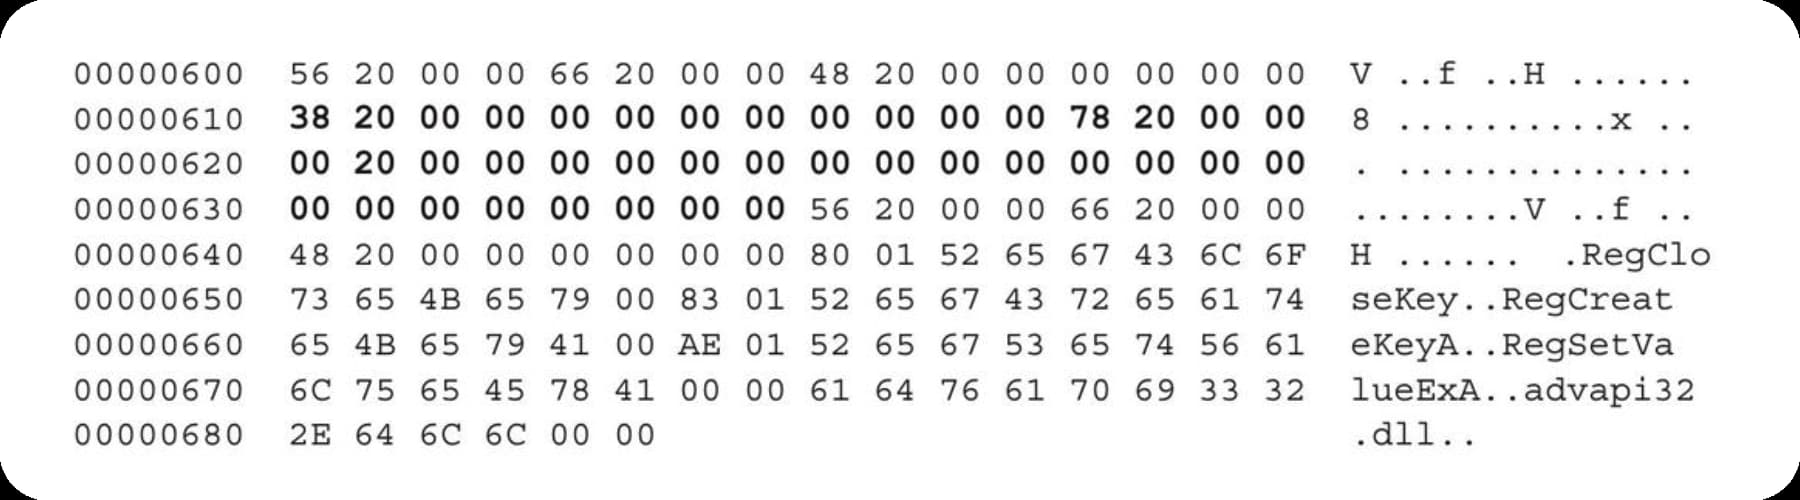 00000600 56 20 00 00 66 20 00 00 48 20 00 00 00 00 00 00 V ..f ..H ......
00000610 38 20 00 00 00 00 00 00 00 00 00 00 78 20 00 00 8 ..........x ..
00000620 00 20 00 00 00 00 00 00 00 00 00 00 00 00 00 00 . ..............
00000630 00 00 00 00 00 00 00 00 56 20 00 00 66 20 00 00 ........V ..f ..
00000640 48 20 00 00 00 00 00 00 80 01 52 65 67 43 6C 6F H ...... .RegClo
00000650 73 65 4B 65 79 00 83 01 52 65 67 43 72 65 61 74 seKey..RegCreat
00000660 65 4B 65 79 41 00 AE 01 52 65 67 53 65 74 56 61 eKeyA..RegSetVa
00000670 6C 75 65 45 78 41 00 00 61 64 76 61 70 69 33 32 lueExA..advapi32
00000680 2E 64 6C 6C 00 00 .dll..